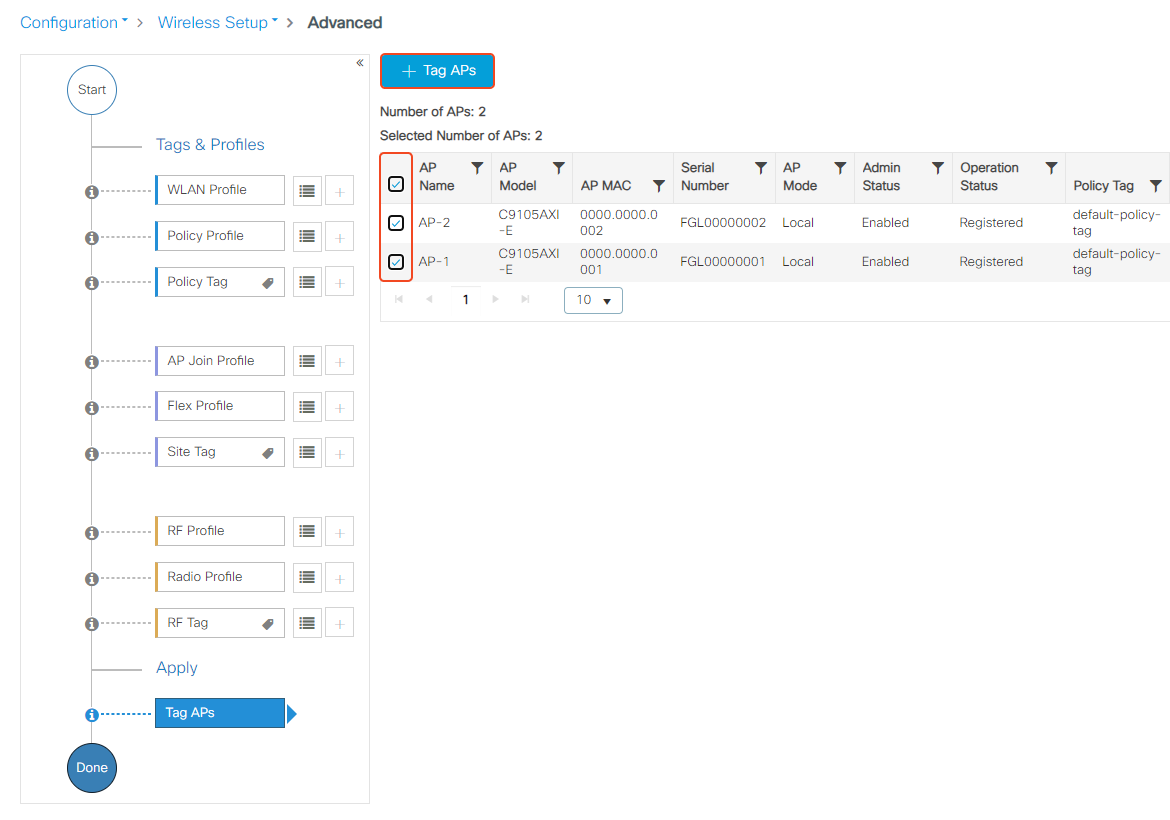 Configuration > Wireless Setup > Advanced
«
Start
Tags & Profiles
WLAN Profile
Policy Profile
Policy Tag
AP Join Profile
Flex Profile
Site Tag
RF Profile
Radio Profile
RF Tag
Apply
Tag APs
Done
+ Tag APs
Number of APs: 2
Selected Number of APs: 2
AP Name AP Model AP MAC Serial Number AP Mode Admin Status Operation Status Policy Tag
AP-2 C9105AXI-E 0000.0000.0002 FGL00000002 Local Enabled Registered default-policy-tag
AP-1 C9105AXI-E 0000.0000.0001 FGL00000001 Local Enabled Registered default-policy-tag
1 10